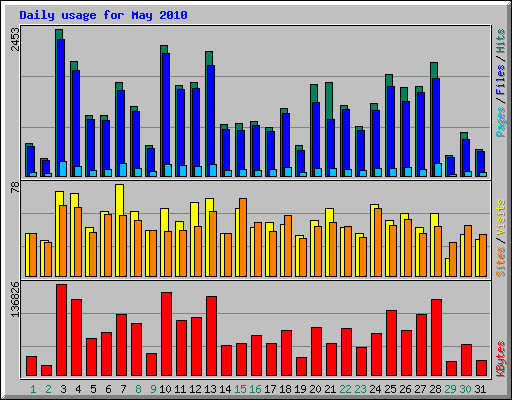 Daily usage for May 2010
2453
Pages / Files / Hits
78
Sites / Visits
136826
KBytes
1 2 3 4 5 6 7 8 9 10 11 12 13 14 15 16 17 18 19 20 21 22 23 24 25 26 27 28 29 30 31